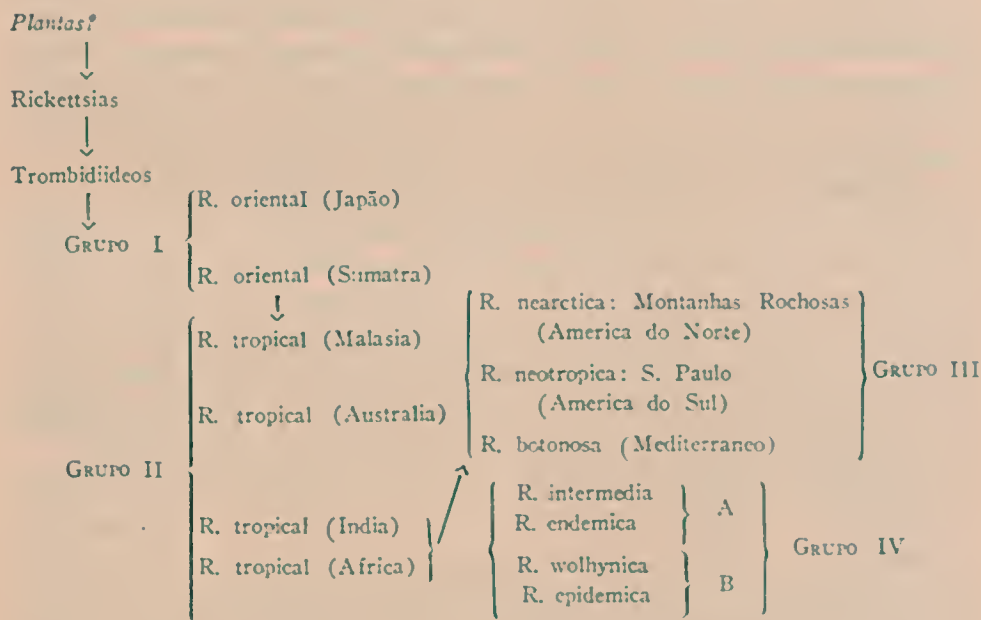 Plantas?
Rickettsias
Trombidiideos
GRUPO I
R. oriental (Japão)
R. oriental (Sumatra)
GRUPO II
R. tropical (Malasia)
R. tropical (Australia)
R. tropical (India)
R. tropical (Africa)
R. nearctica: Montanhas Rochosas
(America do Norte)
R. neotropica: S. Paulo
(America do Sul)
R. botonosa (Mediterraneo)
GRUPO III
R. intermedia
R. endemica
A
R. wolhynica
R. epidemica
B
GRUPO IV